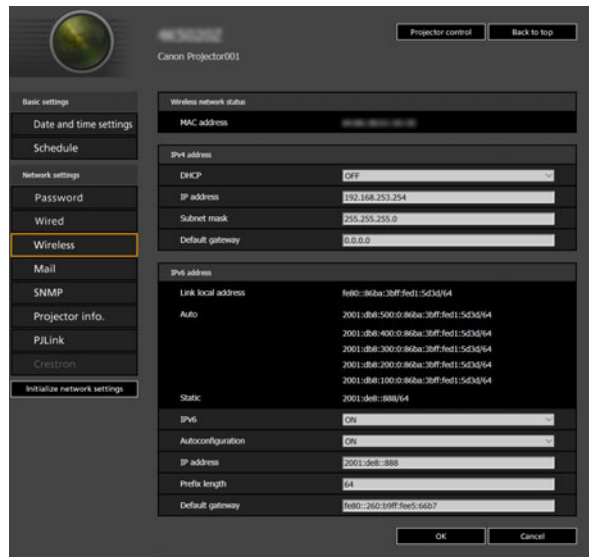 Projector control Back to top
Canon Projector001
Basic settings
Date and time settings
Schedule
Network settings
Password
Wired
Wireless
Mail
SNMP
Projector info.
PJLink
Crestron
Initialize network settings
Wireless network status
MAC address
IPv4 address
DHCP OFF
IP address 192.168.253.254
Subnet mask 255.255.255.0
Default gateway 0.0.0.0
IPv6 address
Link local address fe80::86ba:3bff:fed1:5d3d/64
Auto 2001:db8:500:0:86ba:3bff:fed1:5d3d/64
2001:db8:400:0:86ba:3bff:fed1:5d3d/64
2001:db8:300:0:86ba:3bff:fed1:5d3d/64
2001:db8:200:0:86ba:3bff:fed1:5d3d/64
2001:db8:100:0:86ba:3bff:fed1:5d3d/64
Static 2001:de8::888/64
IPv6 ON
Autoconfiguration ON
IP address 2001:de8::888
Prefix length 64
Default gateway fe80::260:b9ff:fee5:66b7
OK Cancel